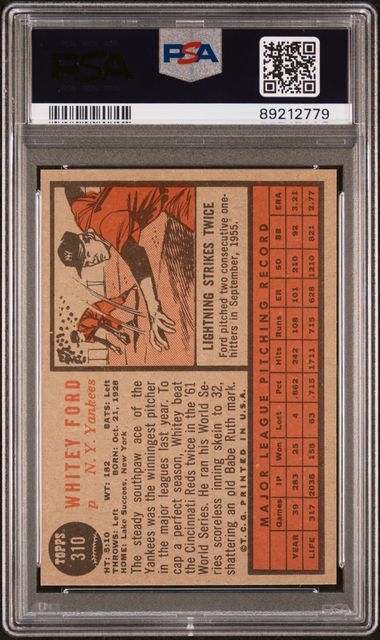 PSA
PSA
89212779
TOPPS
310
WHITEY FORD
p N. Y. Yankees
HT: 5:10 WT: 182 BATS: Left
THROWS: Left BORN: Oct. 21, 1928
HOME: Lake Success, New York
The steady southpaw ace of the
Yankees was the winningest pitcher
in the major leagues last year. To
cap a perfect season, Whitey beat
the Cincinnati Reds twice in the '61
World Series. He ran his World Se-
ries scoreless inning skein to 32,
shattering an old Babe Ruth mark.
©T.C.G. PRINTED IN U.S.A.
NY
LIGHTNING STRIKES TWICE
Ford pitched two consecutive one-
hitters in September, 1955.
MAJOR LEAGUE PITCHING RECORD
Games IP Won Lost Pct Hits Runs ER SO BB ERA
YEAR 39 283 25 4 .862 242 108 101 210 92 3.21
LIFE 317 2038 158 63 .715 1711 715 628 1210 821 2.77